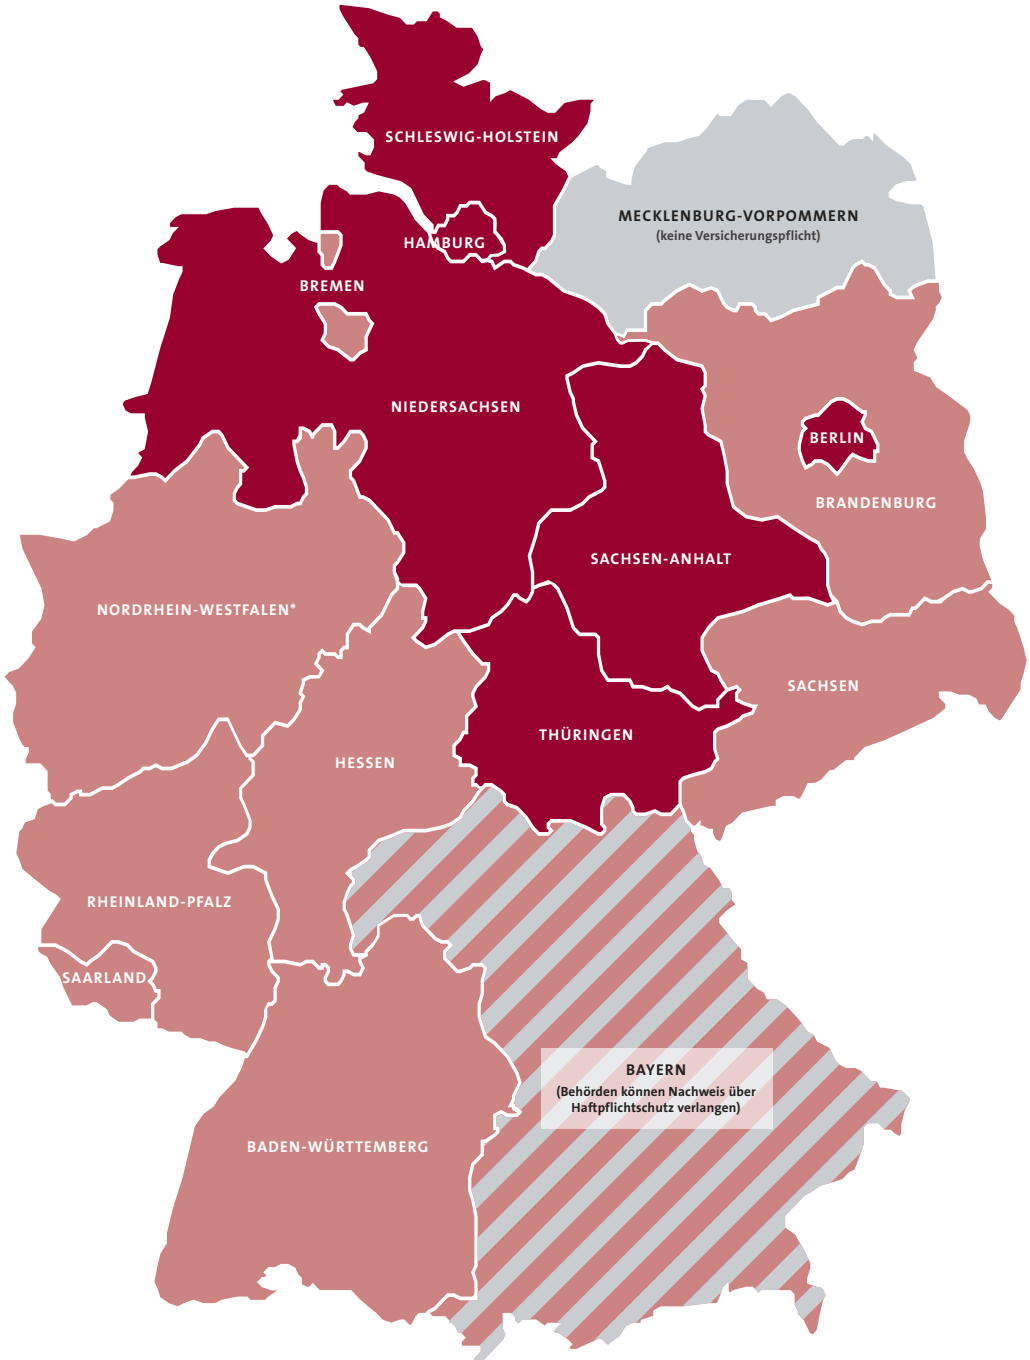 SCHLESWIG-HOLSTEIN
MECKLENBURG-VORPOMMERN
(keine Versicherungspflicht)
HAMBURG
BREMEN
NIEDERSACHSEN
BERLIN
BRANDENBURG
SACHSEN-ANHALT
NORDRHEIN-WESTFALEN*
SACHSEN
THÜRINGEN
HESSEN
RHEINLAND-PFALZ
SAARLAND
BAYERN
(Behörden können Nachweis über
Haftpflichtschutz verlangen)
BADEN-WÜRTTEMBERG